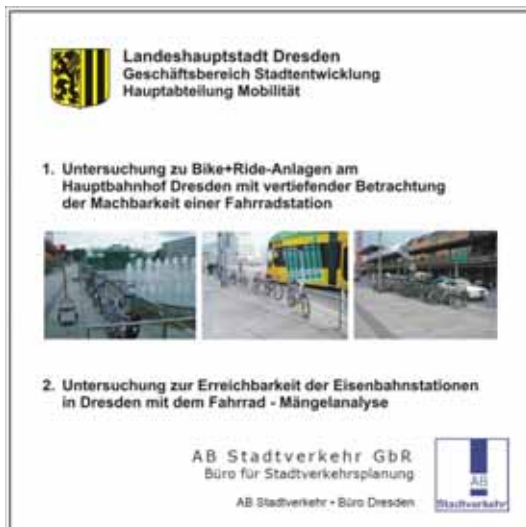 Landeshauptstadt Dresden
Geschäftsbereich Stadtentwicklung
Hauptabteilung Mobilität
1. Untersuchung zu Bike+Ride-Anlagen am
Hauptbahnhof Dresden mit vertiefender Betrachtung
der Machbarkeit einer Fahrradstation
2. Untersuchung zur Erreichbarkeit der Eisenbahnstationen
in Dresden mit dem Fahrrad - Mängelanalyse
AB Stadtverkehr GbR
Büro für Stadtverkehrsplanung
AB Stadtverkehr • Büro Dresden
AB
Stadtverkehr